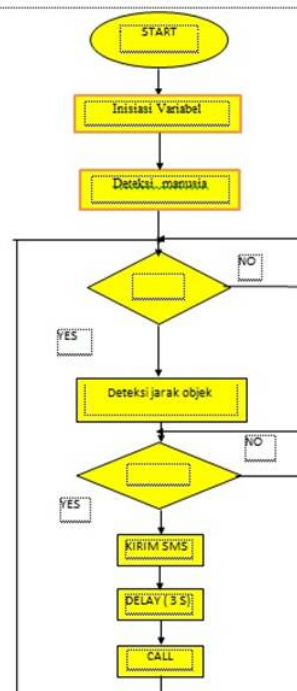 START
Inisiasi Variabel
Deteksi manusia
NO
YES
Deteksi jarak objek
NO
YES
KIRIM SMS
DELAY ( 3 S)
CALL